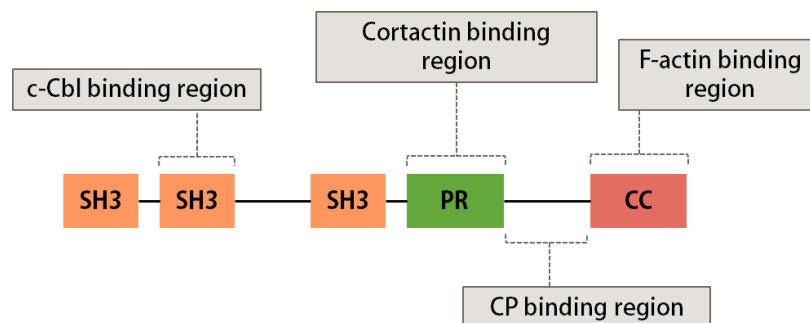 Cortactin binding
region
F-actin binding
region
c-Cbl binding region
SH3
SH3
SH3
PR
CC
CP binding region